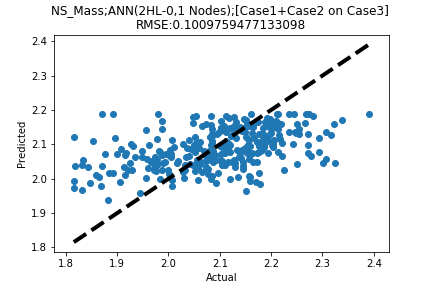 NS_Mass;ANN(2HL-0,1 Nodes);[Case1+Case2 on Case3]
RMSE:0.1009759477133098
2.4
2.3
2.2
2.1
2.0
1.9
1.8
Predicted
1.8 1.9 2.0 2.1 2.2 2.3 2.4
Actual